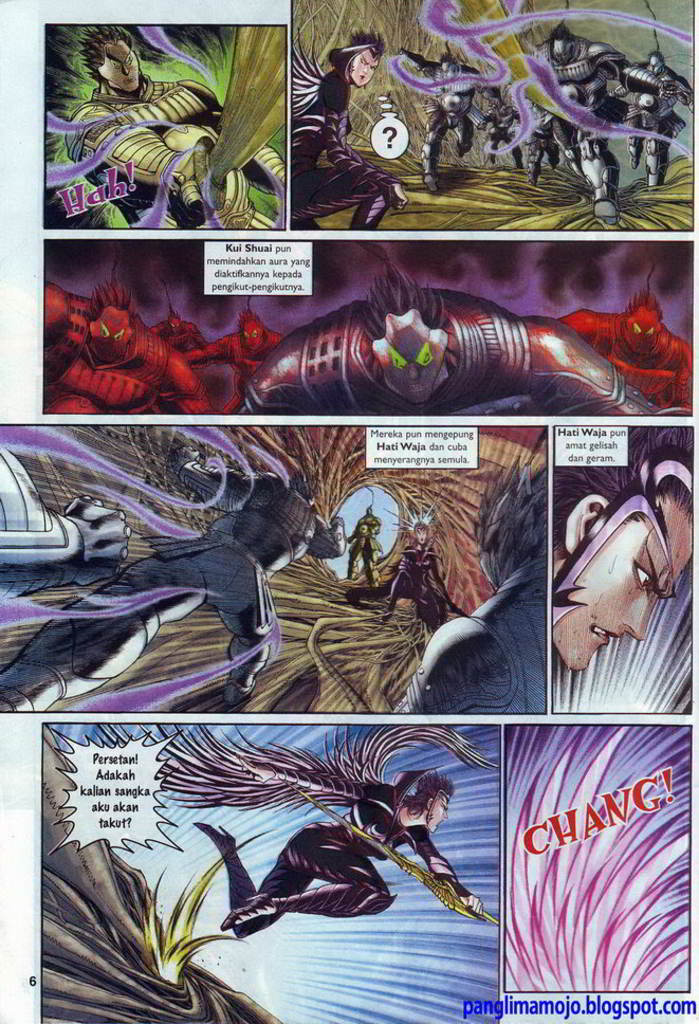 Hah!
?
Kui Shuai pun
memindahkan aura yang
diaktifkannya kepada
pengikut-pengikutnya.
Mereka pun mengepung
Hati Waja dan cuba
menyerangnya semula.
Hati Waja pun
amat gelisah
dan geram.
Persetan!
Adakah
kalian sangka
aku akan
takut?
CHANG!
6
panglimamojo.blogspot.com